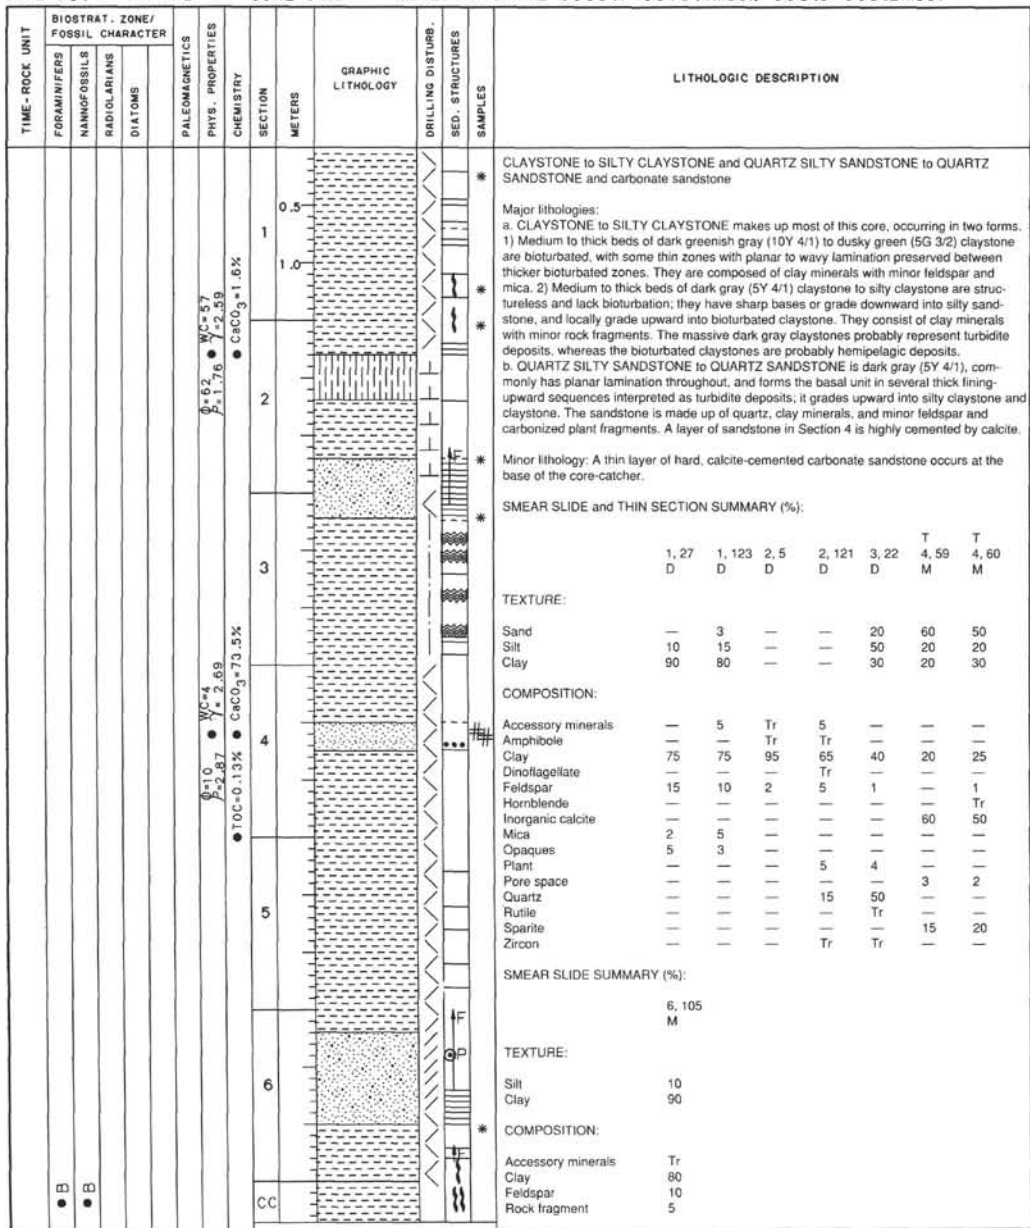 TIME-ROCK UNIT
BIOSTRAT. ZONE/
FOSSIL CHARACTER
FORAMINIFERS
NANNOFOSSILS
RADIOLARIANS
DIATOMS
PALEOMAGNETICS
PHYS. PROPERTIES
CHEMISTRY
SECTION
METERS
GRAPHIC
LITHOLOGY
DRILLING DISTURB.
SED. STRUCTURES
SAMPLES
LITHOLOGIC DESCRIPTION
CLAYSTONE to SILTY CLAYSTONE and QUARTZ SILTY SANDSTONE to QUARTZ
SANDSTONE and carbonate sandstone
Major lithologies:
a. CLAYSTONE to SILTY CLAYSTONE makes up most of this core, occurring in two forms.
1) Medium to thick beds of dark greenish gray (10Y 4/1) to dusky green (5G 3/2) claystone
are bioturbated, with some thin zones with planar to wavy lamination preserved between
thicker bioturbated zones. They are composed of clay minerals with minor feldspar and
mica. 2) Medium to thick beds of dark gray (5Y 4/1) claystone to silty claystone are struc-
tureless and lack bioturbation; they have sharp bases or grade downward into silty sand-
stone, and locally grade upward into bioturbated claystone. They consist of clay minerals
with minor rock fragments. The massive dark gray claystones probably represent turbidite
deposits, whereas the bioturbated claystones are probably hemipelagic deposits.
b. QUARTZ SILTY SANDSTONE to QUARTZ SANDSTONE is dark gray (5Y 4/1), com-
monly has planar lamination throughout, and forms the basal unit in several thick fining-
upward sequences interpreted as turbidite deposits; it grades upward into silty claystone and
claystone. The sandstone is made up of quartz, clay minerals, and minor feldspar and
carbonized plant fragments. A layer of sandstone in Section 4 is highly cemented by calcite.
Minor lithology: A thin layer of hard, calcite-cemented carbonate sandstone occurs at the
base of the core-catcher.
SMEAR SLIDE and THIN SECTION SUMMARY (%):
T T
1, 27 1, 123 2, 5 2, 121 3, 22 4, 59 4, 60
D D D D D M M
TEXTURE:
Sand — 3 — — 20 60 50
Silt 10 15 — — 50 20 20
Clay 90 80 — — 30 20 30
COMPOSITION:
Accessory minerals — 5 Tr 5 — — —
Amphibole — — Tr Tr — — —
Clay 75 75 95 65 40 20 25
Dinoflagellate — — — Tr — — —
Feldspar 15 10 2 5 1 — 1
Hornblende — — — — — — Tr
Inorganic calcite — — — — — 60 50
Mica 2 5 — — — — —
Opaques 5 3 — — — — —
Plant — — — 5 4 — —
Pore space — — — — — 3 2
Quartz — — — 15 50 — —
Rutile — — — — Tr — —
Sparite — — — — — 15 20
Zircon — — — Tr Tr — —
SMEAR SLIDE SUMMARY (%):
6, 105
M
TEXTURE:
Silt 10
Clay 90
COMPOSITION:
Accessory minerals Tr
Clay 80
Feldspar 10
Rock fragment 5
0.5
1
1.0
2
3
4
5
6
CC
Φ=62 WC=57
P=1.76 γ=2.59
CaCO3=1.6%
Φ=10 WC=4
P=2.87 γ=2.69
TOC=0.13% CaCO3=73.5%
B
B
F
F
P
F